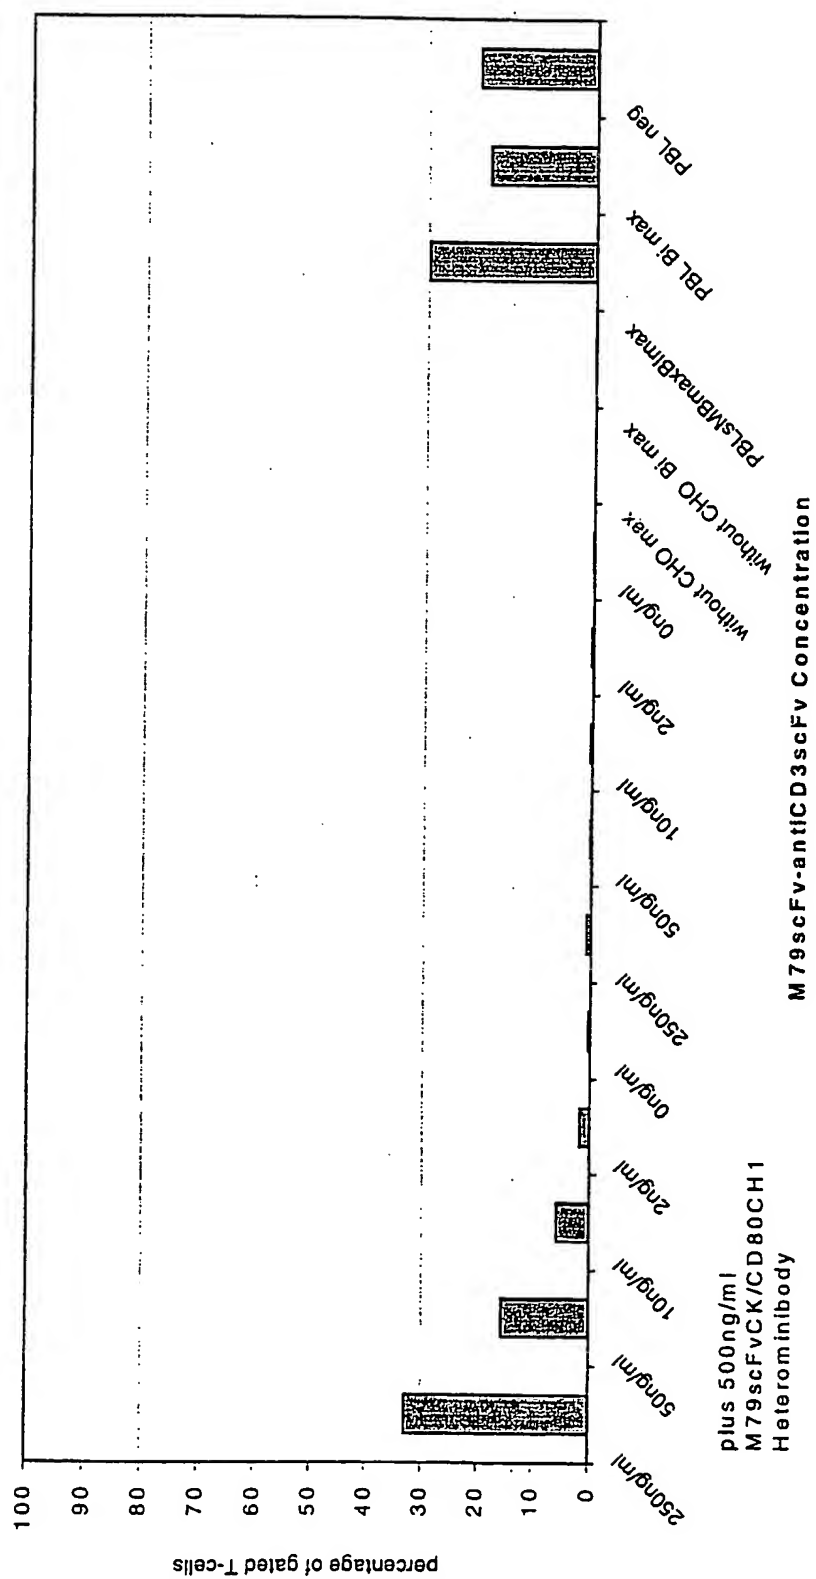 percentage of gated T-cells
100
90
80
70
60
50
40
30
20
10
0
250ng/ml
50ng/ml
10ng/ml
2ng/ml
0ng/ml
250ng/ml
50ng/ml
10ng/ml
2ng/ml
0ng/ml
without CHO max
without CHO Bi max
PBLsMBmaxBimax
PBL Bi max
PBL neg
plus 500ng/ml
M79scFvCK/CD80CH1
Heterominibody
M79scFv-antiCD3scFv Concentration